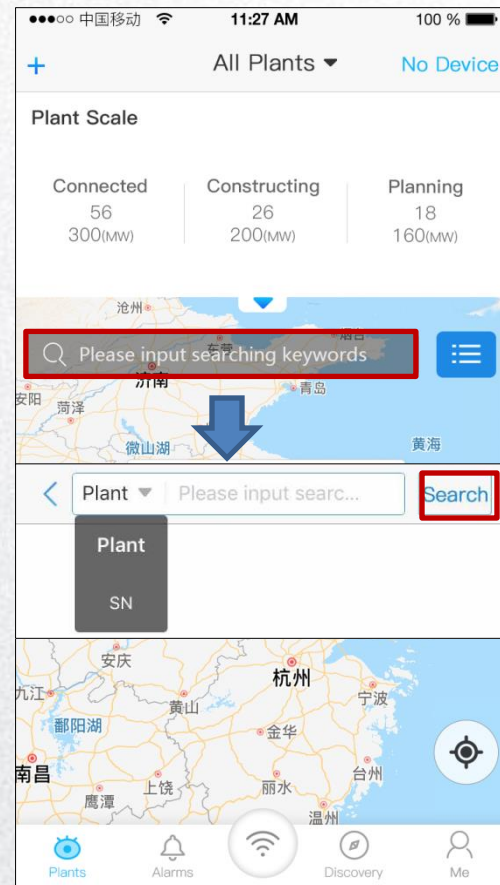 中国移动 11:27 AM 100 %
+ All Plants No Device
Plant Scale
Connected Constructing Planning
56 26 18
300(MW) 200(MW) 160(MW)
沧州
Please input searching keywords
济南
青岛
安阳 菏泽
微山湖 黄海
Plant Please input searc... Search
Plant
SN
安庆
杭州
九江 宁波
黄山
鄱阳湖
金华
南昌 台州
上饶 丽水
鹰潭
温州
Plants Alarms Discovery Me